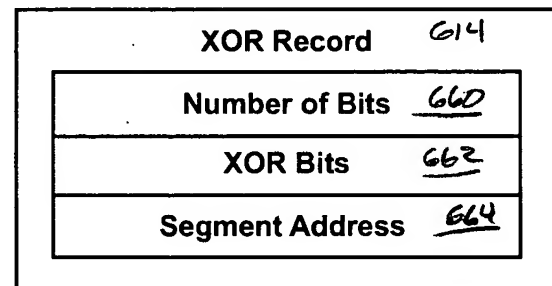 XOR Record 614
Number of Bits 660
XOR Bits 662
Segment Address 664